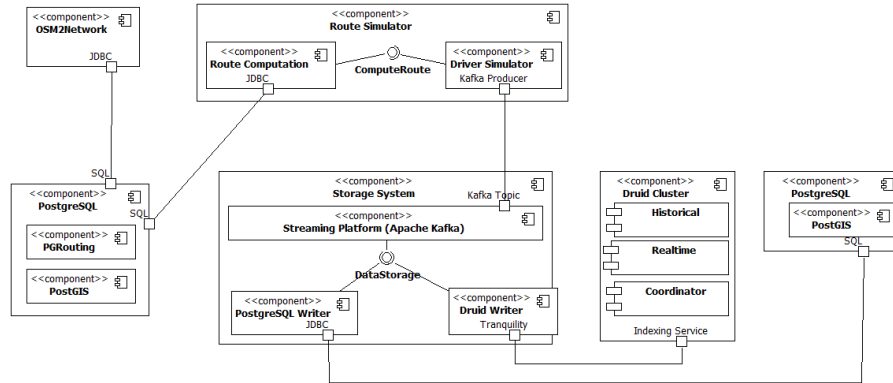 <<component>>
OSM2Network
JDBC
<<component>>
Route Simulator
<<component>>
Route Computation
JDBC
ComputeRoute
<<component>>
Driver Simulator
Kafka Producer
SQL
<<component>>
PostgreSQL
SQL
<<component>>
PGRouting
<<component>>
PostGIS
<<component>>
Storage System
Kafka Topic
<<component>>
Streaming Platform (Apache Kafka)
DataStorage
<<component>>
PostgreSQL Writer
JDBC
<<component>>
Druid Writer
Tranquility
<<component>>
Druid Cluster
Historical
Realtime
Coordinator
Indexing Service
<<component>>
PostgreSQL
<<component>>
PostGIS
SQL